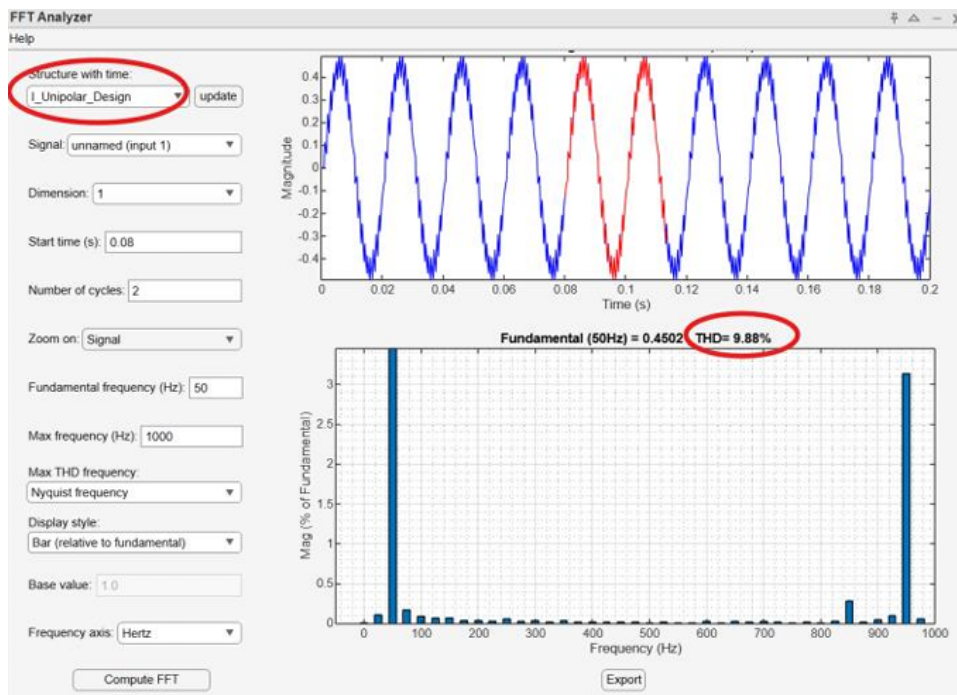 FFT Analyzer
Help
Structure with time:
I_Unipolar_Design update
Signal: unnamed (input 1)
Dimension: 1
Start time (s): 0.08
Number of cycles: 2
Zoom on: Signal
Fundamental frequency (Hz): 50
Max frequency (Hz): 1000
Max THD frequency:
Nyquist frequency
Display style:
Bar (relative to fundamental)
Base value: 1.0
Frequency axis: Hertz
Compute FFT
Magnitude
0.4
0.3
0.2
0.1
0
-0.1
-0.2
-0.3
-0.4
0 0.02 0.04 0.06 0.08 0.1 0.12 0.14 0.16 0.18 0.2
Time (s)
Fundamental (50Hz) = 0.4502 THD= 9.88%
Mag (% of Fundamental)
3
2.5
2
1.5
1
0.5
0
0 100 200 300 400 500 600 700 800 900 1000
Frequency (Hz)
Export